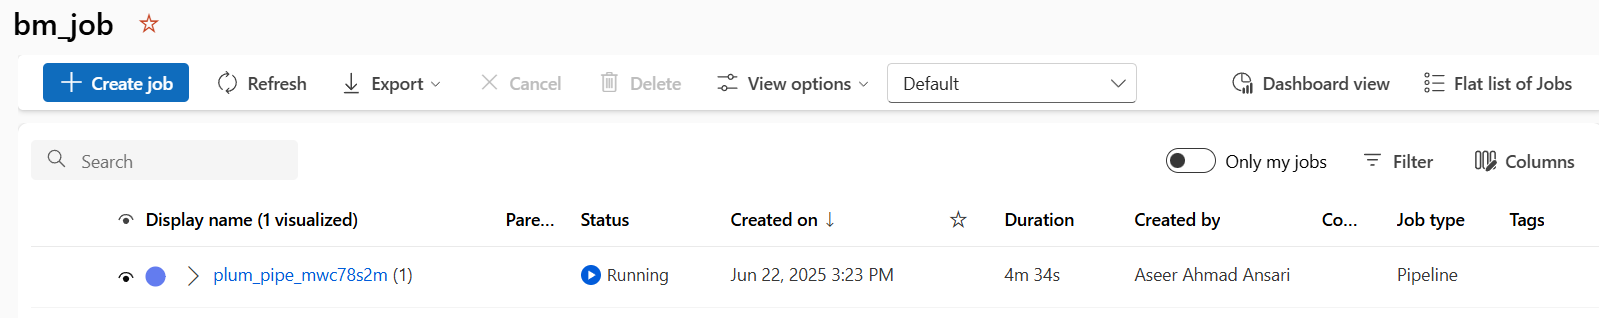 bm_job
Create job Refresh Export Cancel Delete View options Default Dashboard view Flat list of Jobs
Search Only my jobs Filter Columns
Display name (1 visualized) Pare... Status Created on Duration Created by Co... Job type Tags
plum_pipe_mwc78s2m (1) Running Jun 22, 2025 3:23 PM 4m 34s Aseer Ahmad Ansari Pipeline